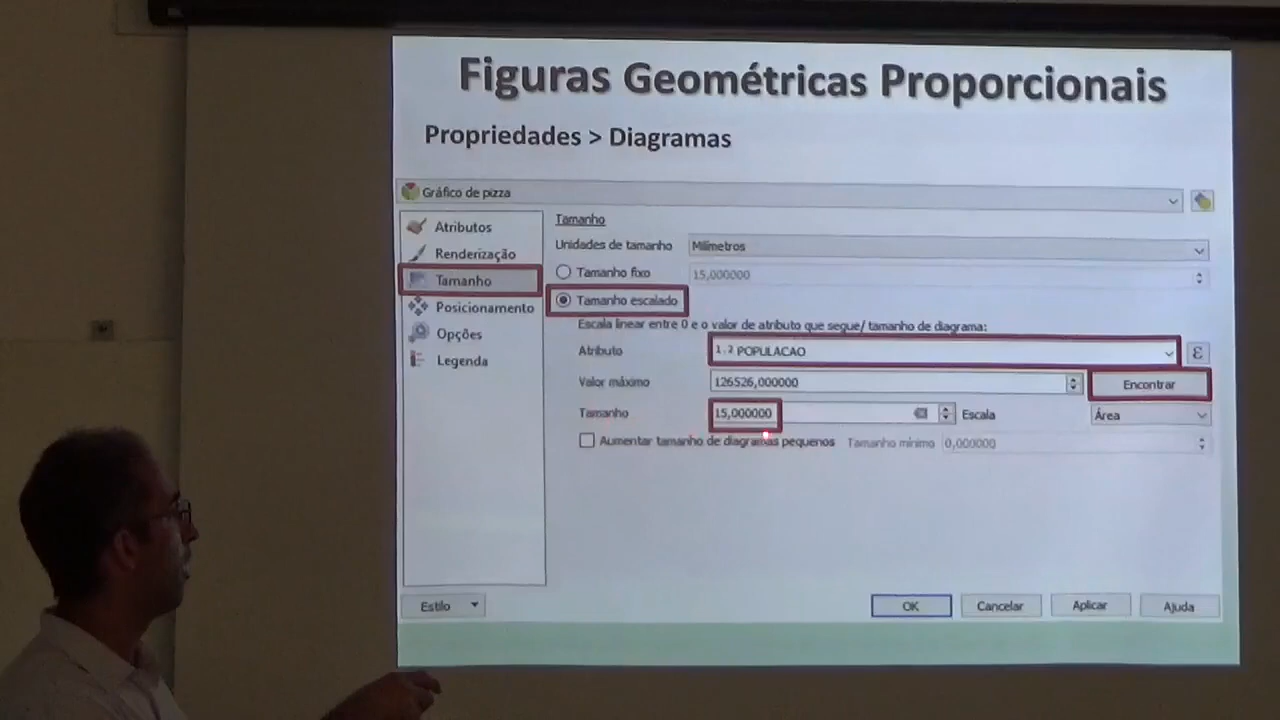 Figuras Geométricas Proporcionais
Propriedades > Diagramas
Gráfico de pizza
Atributos
Renderização
Tamanho
Posicionamento
Opções
Legenda
Tamanho
Unidades de tamanho Milímetros
Tamanho fixo 15,000000
Tamanho escalado
Escala linear entre 0 e o valor de atributo que segue/ tamanho de diagrama:
Atributo 1.2 POPULACAO ε
Valor máximo 126526,000000 Encontrar
Tamanho 15,000000 Escala Área
Aumentar tamanho de diagramas pequenos Tamanho mínimo 0,000000
Estilo OK Cancelar Aplicar Ajuda